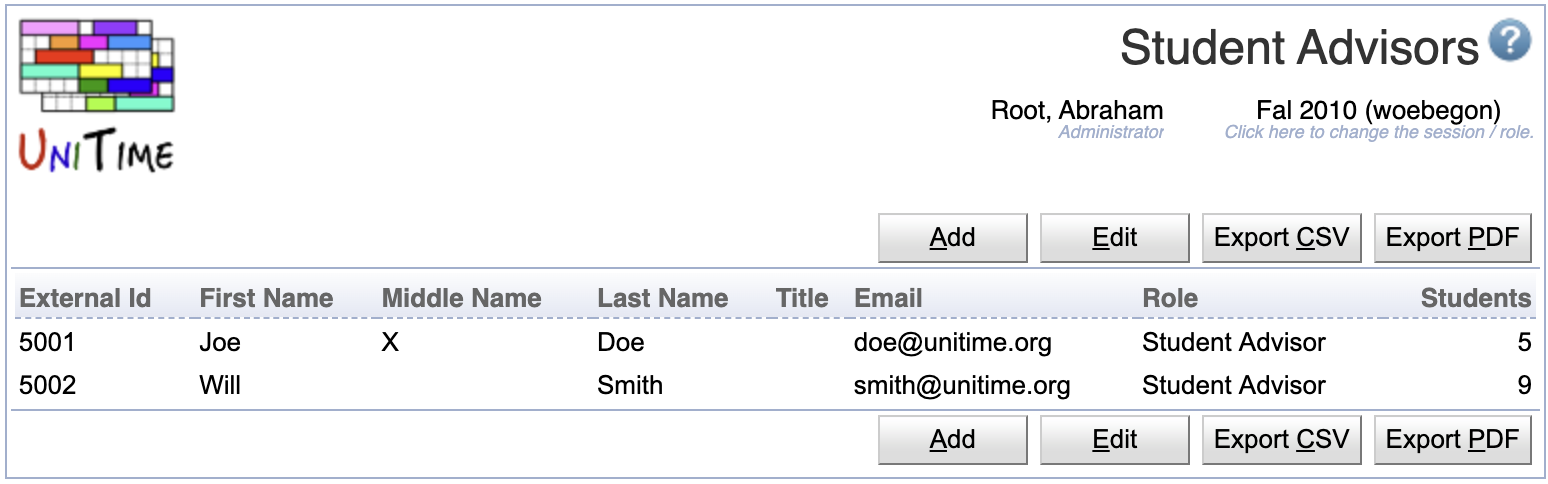 Student Advisors ?
UniTime
Root, Abraham Fal 2010 (woebegon)
Administrator Click here to change the session / role.
Add Edit Export CSV Export PDF
External Id First Name Middle Name Last Name Title Email Role Students
5001 Joe X Doe doe@unitime.org Student Advisor 5
5002 Will Smith smith@unitime.org Student Advisor 9
Add Edit Export CSV Export PDF